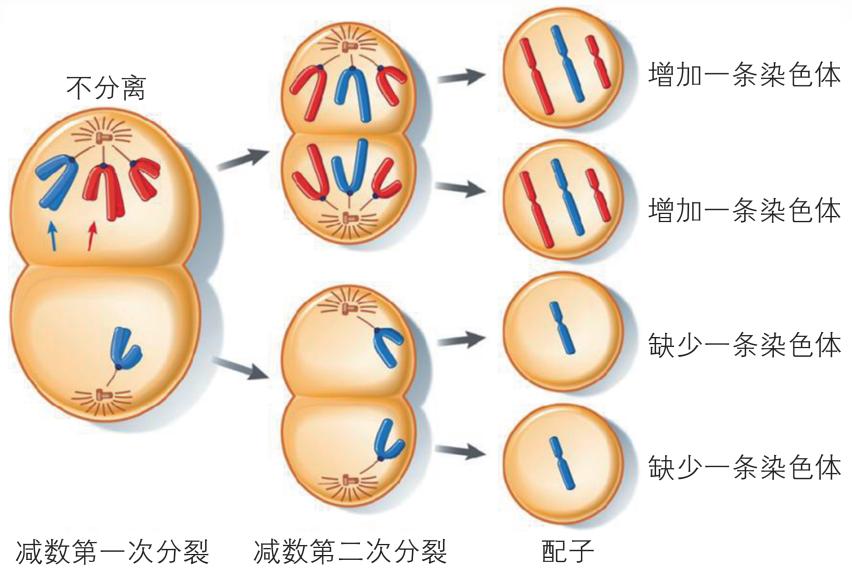 不分离
增加一条染色体
增加一条染色体
缺少一条染色体
缺少一条染色体
减数第一次分裂
减数第二次分裂
配子